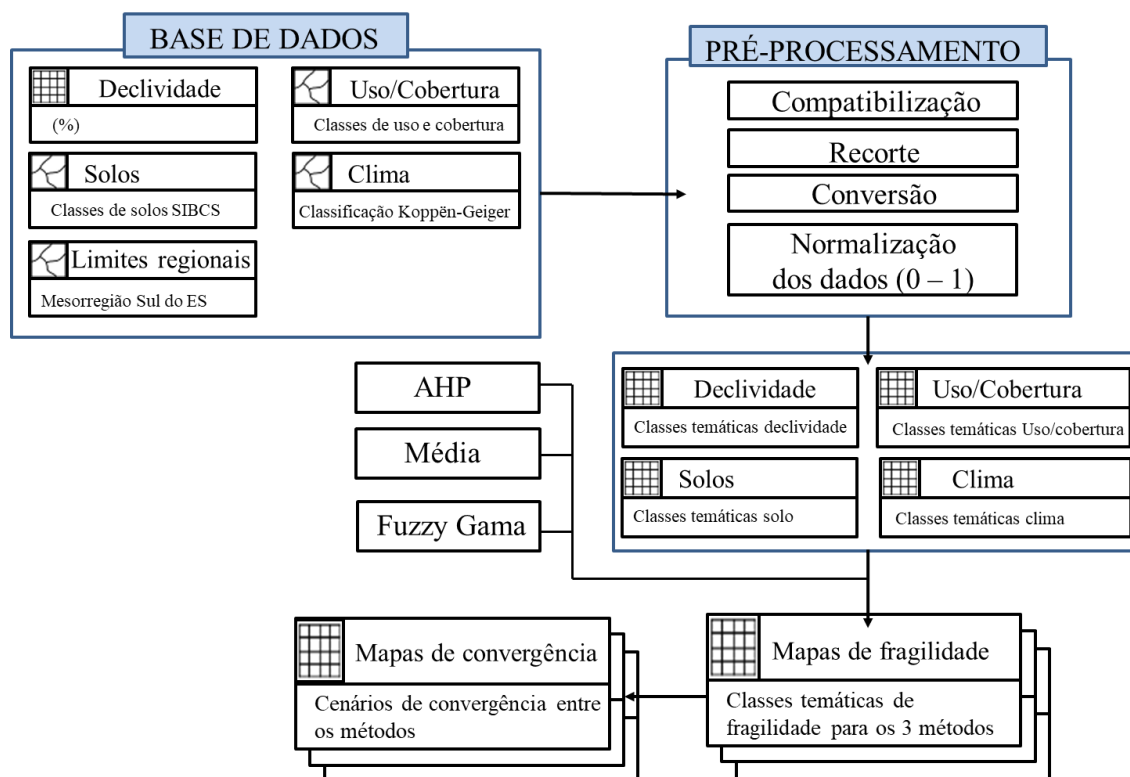 BASE DE DADOS
Declividade
(%)
Uso/Cobertura
Classes de uso e cobertura
Solos
Classes de solos SIBCS
Clima
Classificação Koppën-Geiger
Limites regionais
Mesorregião Sul do ES
PRÉ-PROCESSAMENTO
Compatibilização
Recorte
Conversão
Normalização
dos dados (0 – 1)
AHP
Média
Fuzzy Gama
Declividade
Classes temáticas declividade
Uso/Cobertura
Classes temáticas Uso/cobertura
Solos
Classes temáticas solo
Clima
Classes temáticas clima
Mapas de convergência
Cenários de convergência entre
os métodos
Mapas de fragilidade
Classes temáticas de
fragilidade para os 3 métodos